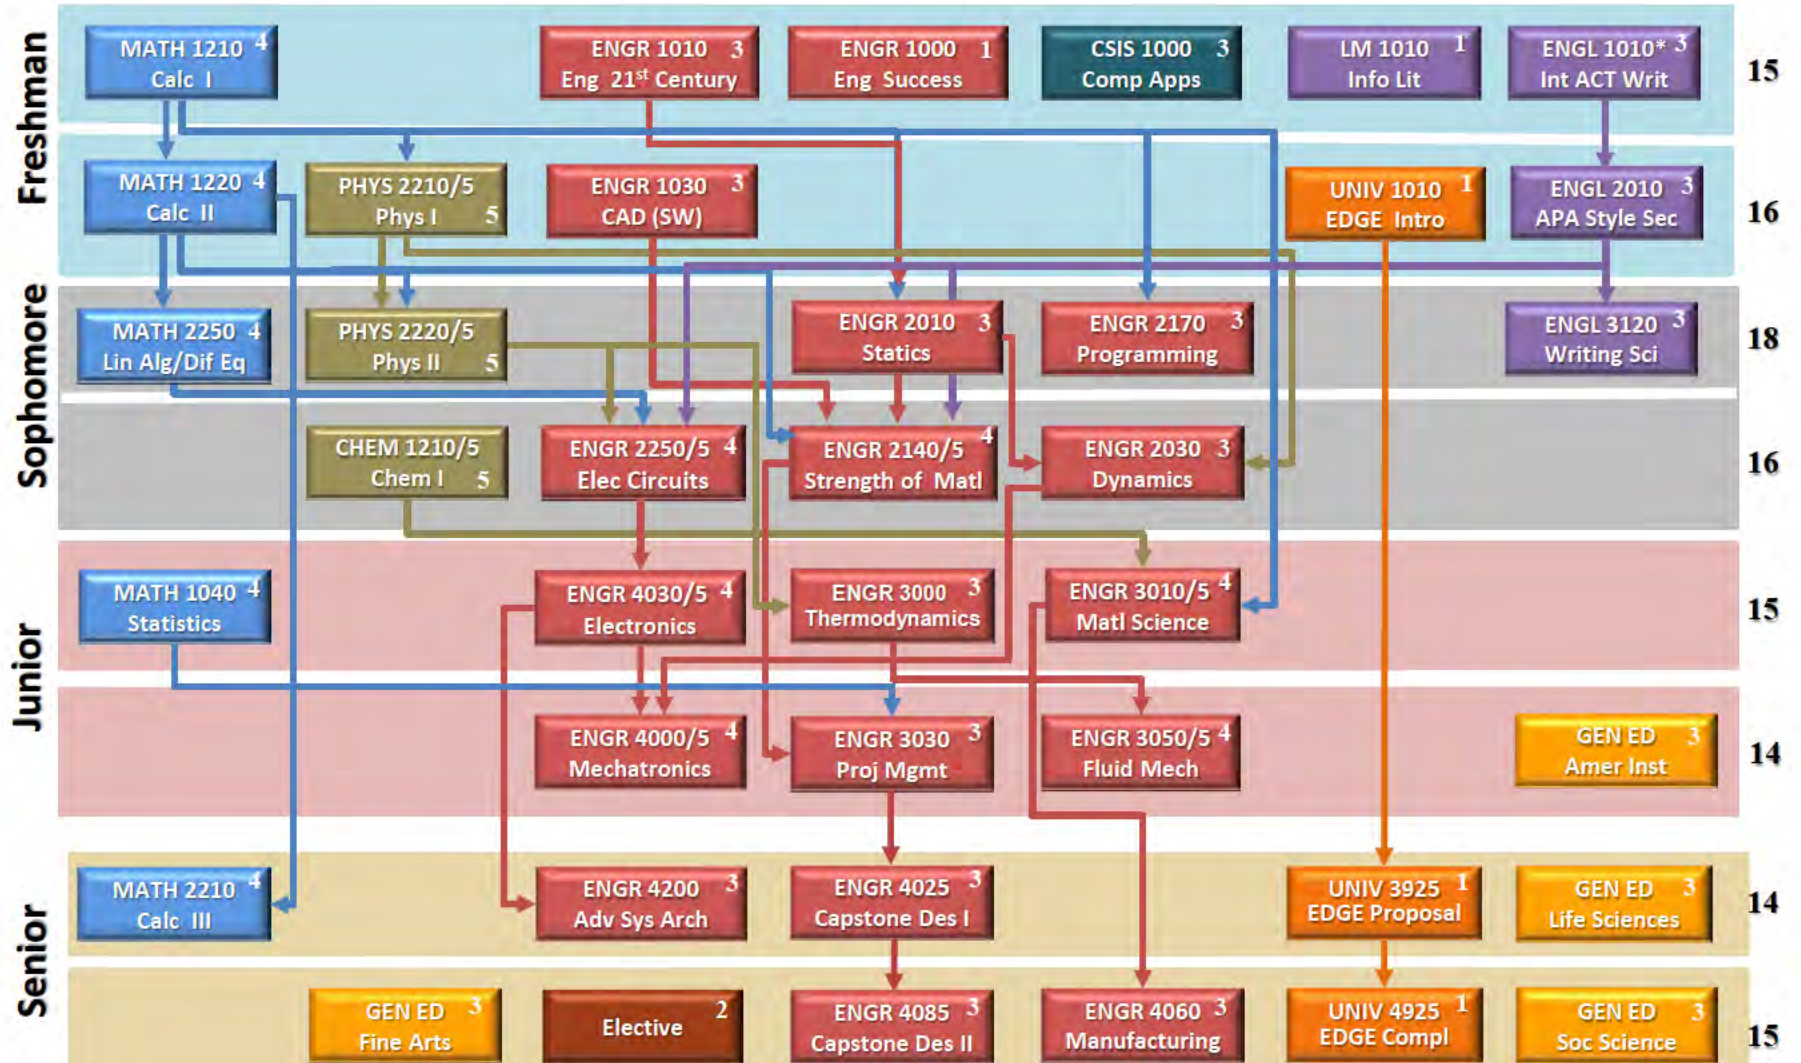 Freshman
MATH 1210 4
Calc I
ENGR 1010 3
Eng 21st Century
ENGR 1000 1
Eng Success
CSIS 1000 3
Comp Apps
LM 1010 1
Info Lit
ENGL 1010* 3
Int ACT Writ
15
MATH 1220 4
Calc II
PHYS 2210/5
Phys I 5
ENGR 1030 3
CAD (SW)
UNIV 1010 1
EDGE Intro
ENGL 2010 3
APA Style Sec
16
Sophomore
MATH 2250 4
Lin Alg/Dif Eq
PHYS 2220/5
Phys II 5
ENGR 2010 3
Statics
ENGR 2170 3
Programming
ENGL 3120 3
Writing Sci
18
CHEM 1210/5
Chem I 5
ENGR 2250/5 4
Elec Circuits
ENGR 2140/5 4
Strength of Matl
ENGR 2030 3
Dynamics
16
Junior
MATH 1040 4
Statistics
ENGR 4030/5 4
Electronics
ENGR 3000 3
Thermodynamics
ENGR 3010/5 4
Matl Science
15
ENGR 4000/5 4
Mechatronics
ENGR 3030 3
Proj Mgmt
ENGR 3050/5 4
Fluid Mech
GEN ED 3
Amer Inst
14
Senior
MATH 2210 4
Calc III
ENGR 4200 3
Adv Sys Arch
ENGR 4025 3
Capstone Des I
UNIV 3925 1
EDGE Proposal
GEN ED 3
Life Sciences
14
GEN ED 3
Fine Arts
Elective 2
ENGR 4085 3
Capstone Des II
ENGR 4060 3
Manufacturing
UNIV 4925 1
EDGE Compl
GEN ED 3
Soc Science
15